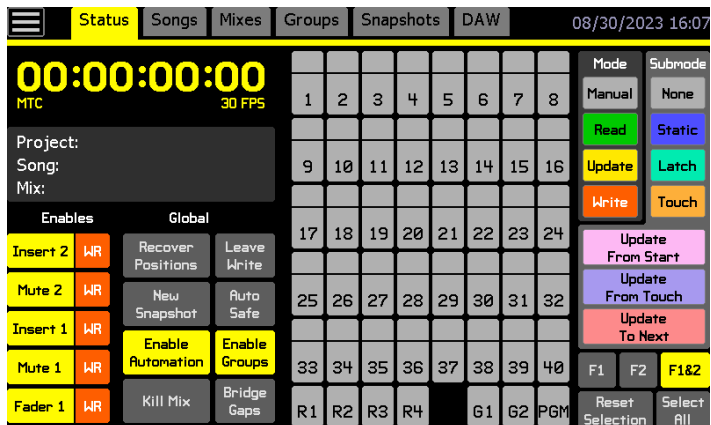 Status Songs Mixes Groups Snapshots DAW 08/30/2023 16:07
00:00:00:00
MTC 30 FPS
Project:
Song:
Mix:
Enables Global
Insert 2 WR
Mute 2 WR
Insert 1 WR
Mute 1 WR
Fader 1 WR
Recover
Positions
Leave
Write
New
Snapshot
Auto
Safe
Enable
Automation
Enable
Groups
Kill Mix
Bridge
Gaps
1 2 3 4 5 6 7 8
9 10 11 12 13 14 15 16
17 18 19 20 21 22 23 24
25 26 27 28 29 30 31 32
33 34 35 36 37 38 39 40
R1 R2 R3 R4 G1 G2 PGM
Mode Submode
Manual None
Read Static
Update Latch
Write Touch
Update
From Start
Update
From Touch
Update
To Next
F1 F2 F1&2
Reset
Selection
Select
All